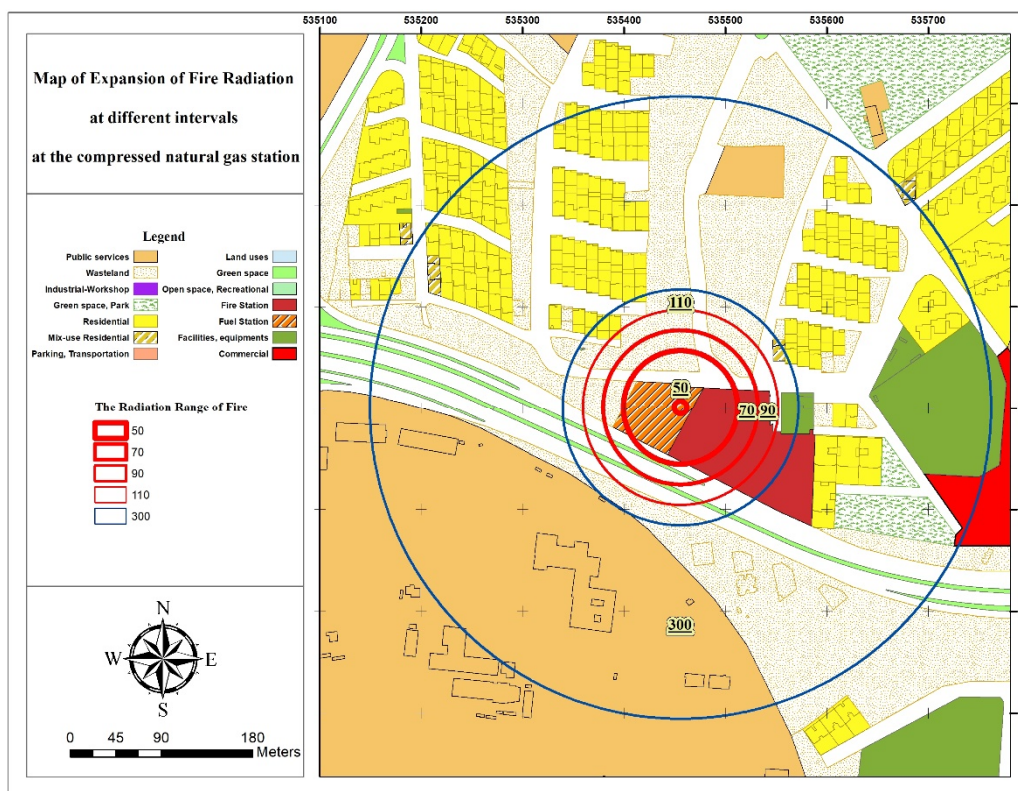 535100 535200 535300 535400 535500 535600 535700
Map of Expansion of Fire Radiation
at different intervals
at the compressed natural gas station
Legend
Public services Land uses
Wasteland Green space
Industrial-Workshop Open space, Recreational
Green space, Park Fire Station
Residential Fuel Station
Mix-use Residential Facilities, equipments
Parking, Transportation Commercial
The Radiation Range of Fire
50
70
90
110
300
N
W E
S
0 45 90 180
Meters
110
50
70 90
300